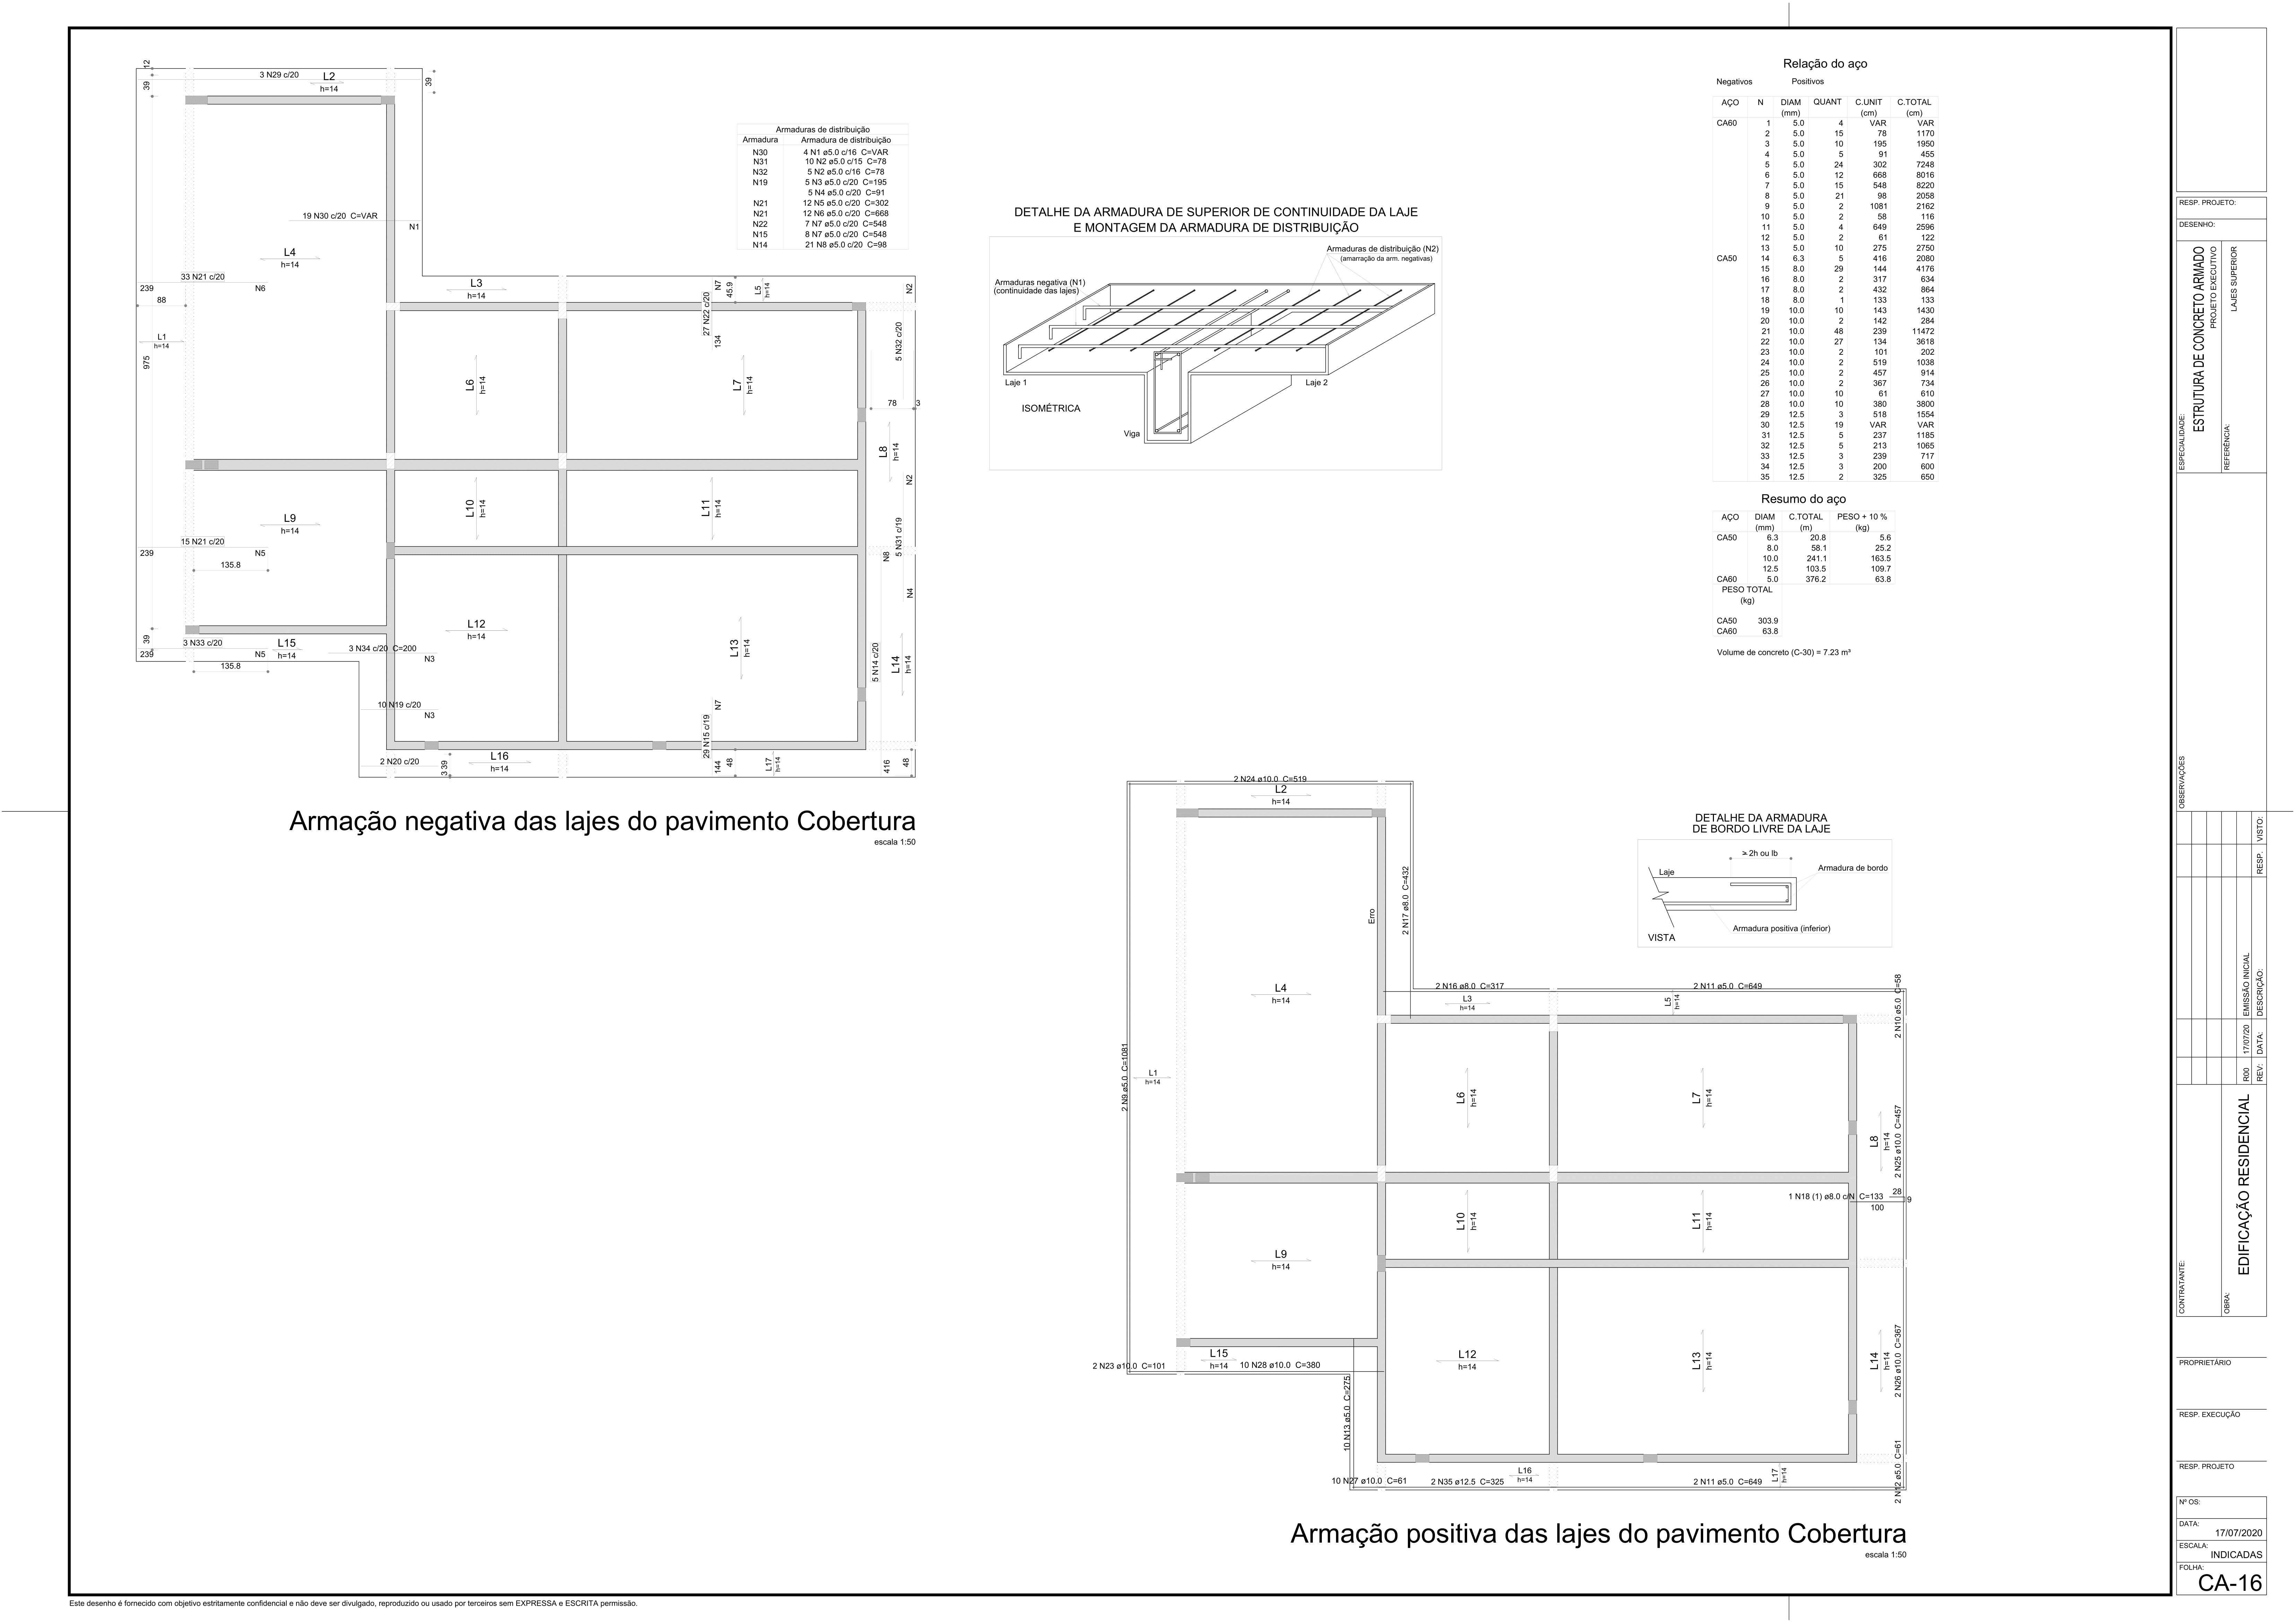 12
39
3 N29 c/20
L2
h=14
39
19 N30 c/20 C=VAR
N1
L4
h=14
33 N21 c/20
239
N6
88
L1
h=14
975
L3
h=14
N7
45.9
L5
h=14
N2
27 N22 c/20
134
5 N32 c/20
L6
h=14
L7
h=14
78
3
L8
h=14
N2
L9
h=14
L10
h=14
L11
h=14
15 N21 c/20
239
N5
135.8
N8
5 N31 c/19
N4
39
3 N33 c/20
L15
239
N5
h=14
135.8
3 N34 c/20 C=200
N3
L12
h=14
L13
h=14
5 N14 c/20
L14
h=14
10 N19 c/20
N3
N7
29 N15 c/19
2 N20 c/20
3 39
L16
h=14
144
48
L17
h=14
416
48
Armação negativa das lajes do pavimento Cobertura
escala 1:50
Armaduras de distribuição
Armadura Armadura de distribuição
N30 4 N1 ø5.0 c/16 C=VAR
N31 10 N2 ø5.0 c/15 C=78
N32 5 N2 ø5.0 c/16 C=78
N19 5 N3 ø5.0 c/20 C=195
5 N4 ø5.0 c/20 C=91
N21 12 N5 ø5.0 c/20 C=302
N21 12 N6 ø5.0 c/20 C=668
N22 7 N7 ø5.0 c/20 C=548
N15 8 N7 ø5.0 c/20 C=548
N14 21 N8 ø5.0 c/20 C=98
DETALHE DA ARMADURA DE SUPERIOR DE CONTINUIDADE DA LAJE
E MONTAGEM DA ARMADURA DE DISTRIBUIÇÃO
Armaduras de distribuição (N2)
(amarração da arm. negativas)
Armaduras negativa (N1)
(continuidade das lajes)
Laje 1
Laje 2
ISOMÉTRICA
Viga
Relação do aço
Negativos Positivos
AÇO N DIAM QUANT C.UNIT C.TOTAL
(mm) (cm) (cm)
CA60 1 5.0 4 VAR VAR
2 5.0 15 78 1170
3 5.0 10 195 1950
4 5.0 5 91 455
5 5.0 24 302 7248
6 5.0 12 668 8016
7 5.0 15 548 8220
8 5.0 21 98 2058
9 5.0 2 1081 2162
10 5.0 2 58 116
11 5.0 4 649 2596
12 5.0 2 61 122
13 5.0 10 275 2750
CA50 14 6.3 5 416 2080
15 8.0 29 144 4176
16 8.0 2 317 634
17 8.0 2 432 864
18 8.0 1 133 133
19 10.0 10 143 1430
20 10.0 2 142 284
21 10.0 48 239 11472
22 10.0 27 134 3618
23 10.0 2 101 202
24 10.0 2 519 1038
25 10.0 2 457 914
26 10.0 2 367 734
27 10.0 10 61 610
28 10.0 10 380 3800
29 12.5 3 518 1554
30 12.5 19 VAR VAR
31 12.5 5 237 1185
32 12.5 5 213 1065
33 12.5 3 239 717
34 12.5 3 200 600
35 12.5 2 325 650
Resumo do aço
AÇO DIAM C.TOTAL PESO + 10 %
(mm) (m) (kg)
CA50 6.3 20.8 5.6
8.0 58.1 25.2
10.0 241.1 163.5
12.5 103.5 109.7
CA60 5.0 376.2 63.8
PESO TOTAL
(kg)
CA50 303.9
CA60 63.8
Volume de concreto (C-30) = 7.23 m³
2 N24 ø10.0 C=519
L2
h=14
2 N17 ø8.0 C=432
Erro
L4
h=14
2 N9 ø5.0 C=1081
L1
h=14
2 N16 ø8.0 C=317
L3
h=14
L5
h=14
2 N11 ø5.0 C=649
2 N10 ø5.0 C=58
L6
h=14
L7
h=14
L8
h=14
2 N25 ø10.0 C=457
1 N18 (1) ø8.0 c/N C=133
28
9
100
L9
h=14
L10
h=14
L11
h=14
2 N23 ø10.0 C=101
L15
h=14
10 N28 ø10.0 C=380
L12
h=14
L13
h=14
L14
h=14
2 N26 ø10.0 C=367
10 N13 ø5.0 C=275
10 N27 ø10.0 C=61
2 N35 ø12.5 C=325
L16
h=14
2 N11 ø5.0 C=649
L17
h=14
2 N12 ø5.0 C=61
Armação positiva das lajes do pavimento Cobertura
escala 1:50
DETALHE DA ARMADURA
DE BORDO LIVRE DA LAJE
⩾ 2h ou lb
Laje
Armadura de bordo
Armadura positiva (inferior)
VISTA
RESP. PROJETO:
DESENHO:
ESPECIALIDADE:
ESTRUTURA DE CONCRETO ARMADO
PROJETO EXECUTIVO
REFERÊNCIA:
LAJES SUPERIOR
OBSERVAÇÕES
R00 17/07/20 EMISSÃO INICIAL
REV: DATA: DESCRIÇÃO: RESP. VISTO:
CONTRATANTE:
OBRA:
EDIFICAÇÃO RESIDENCIAL
PROPRIETÁRIO
RESP. EXECUÇÃO
RESP. PROJETO
Nº OS:
DATA:
17/07/2020
ESCALA:
INDICADAS
FOLHA:
CA-16
Este desenho é fornecido com objetivo estritamente confidencial e não deve ser divulgado, reproduzido ou usado por terceiros sem EXPRESSA e ESCRITA permissão.